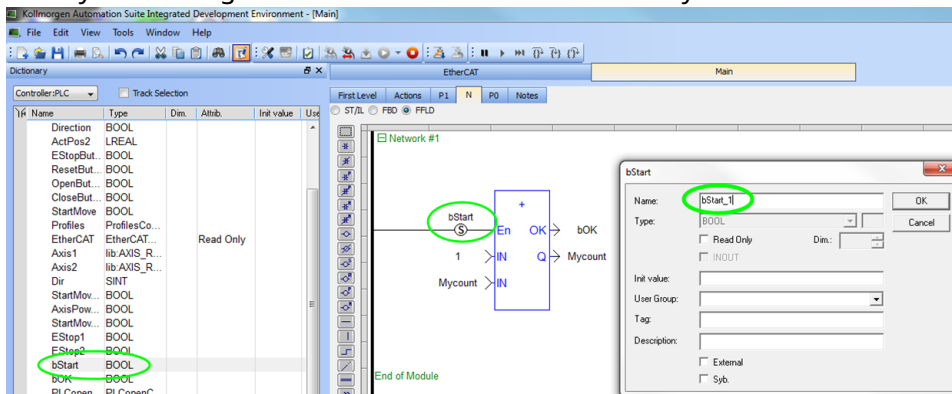 Kollmorgen Automation Suite Integrated Development Environment - [Main]
File Edit View Tools Window Help
Dictionary
EtherCAT Main
Controller:PLC Track Selection
First Level Actions P1 N P0 Notes
ST/IL FBD FFLD
Name Type Dim. Attrib. Init value Use
Direction BOOL
ActPos2 LREAL
EStopBut... BOOL
ResetBut... BOOL
OpenBut... BOOL
CloseBut... BOOL
StartMove BOOL
Profiles ProfilesCo...
EtherCAT EtherCAT... Read Only
Axis1 lib:AXIS_R...
Axis2 lib:AXIS_R...
Dir SINT
StartMov... BOOL
AxisPow... BOOL
StartMov... BOOL
EStop1 BOOL
EStop2 BOOL
bStart BOOL
bOK BOOL
PLCopen PLCopenC
Network #1
bStart
S
+
En OK bOK
1 IN Q Mycount
Mycount IN
End of Module
bStart
Name: bStart_1 OK
Type: BOOL Cancel
Read Only Dim.:
INOUT
Init value:
User Group:
Tag:
Description:
External
Syb.